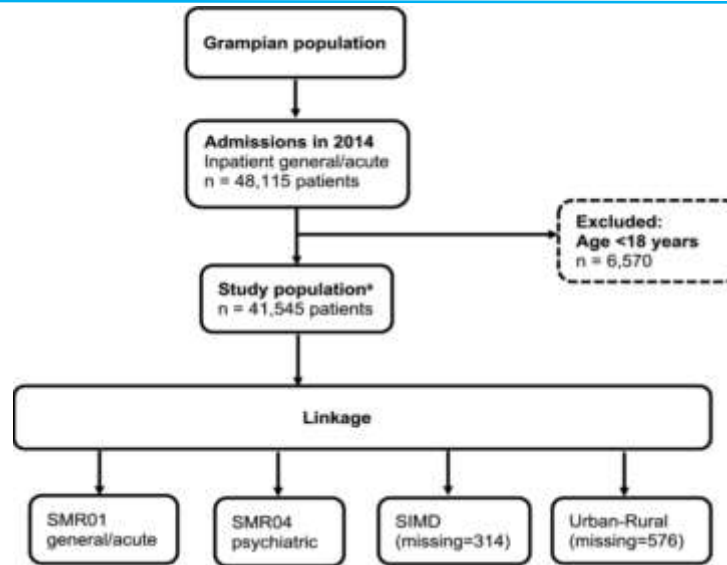 Grampian population
Admissions in 2014
Inpatient general/acute
n = 48,115 patients
Excluded:
Age <18 years
n = 6,570
Study populationª
n = 41,545 patients
Linkage
SMR01
general/acute
SMR04
psychiatric
SIMD
(missing=314)
Urban-Rural
(missing=576)